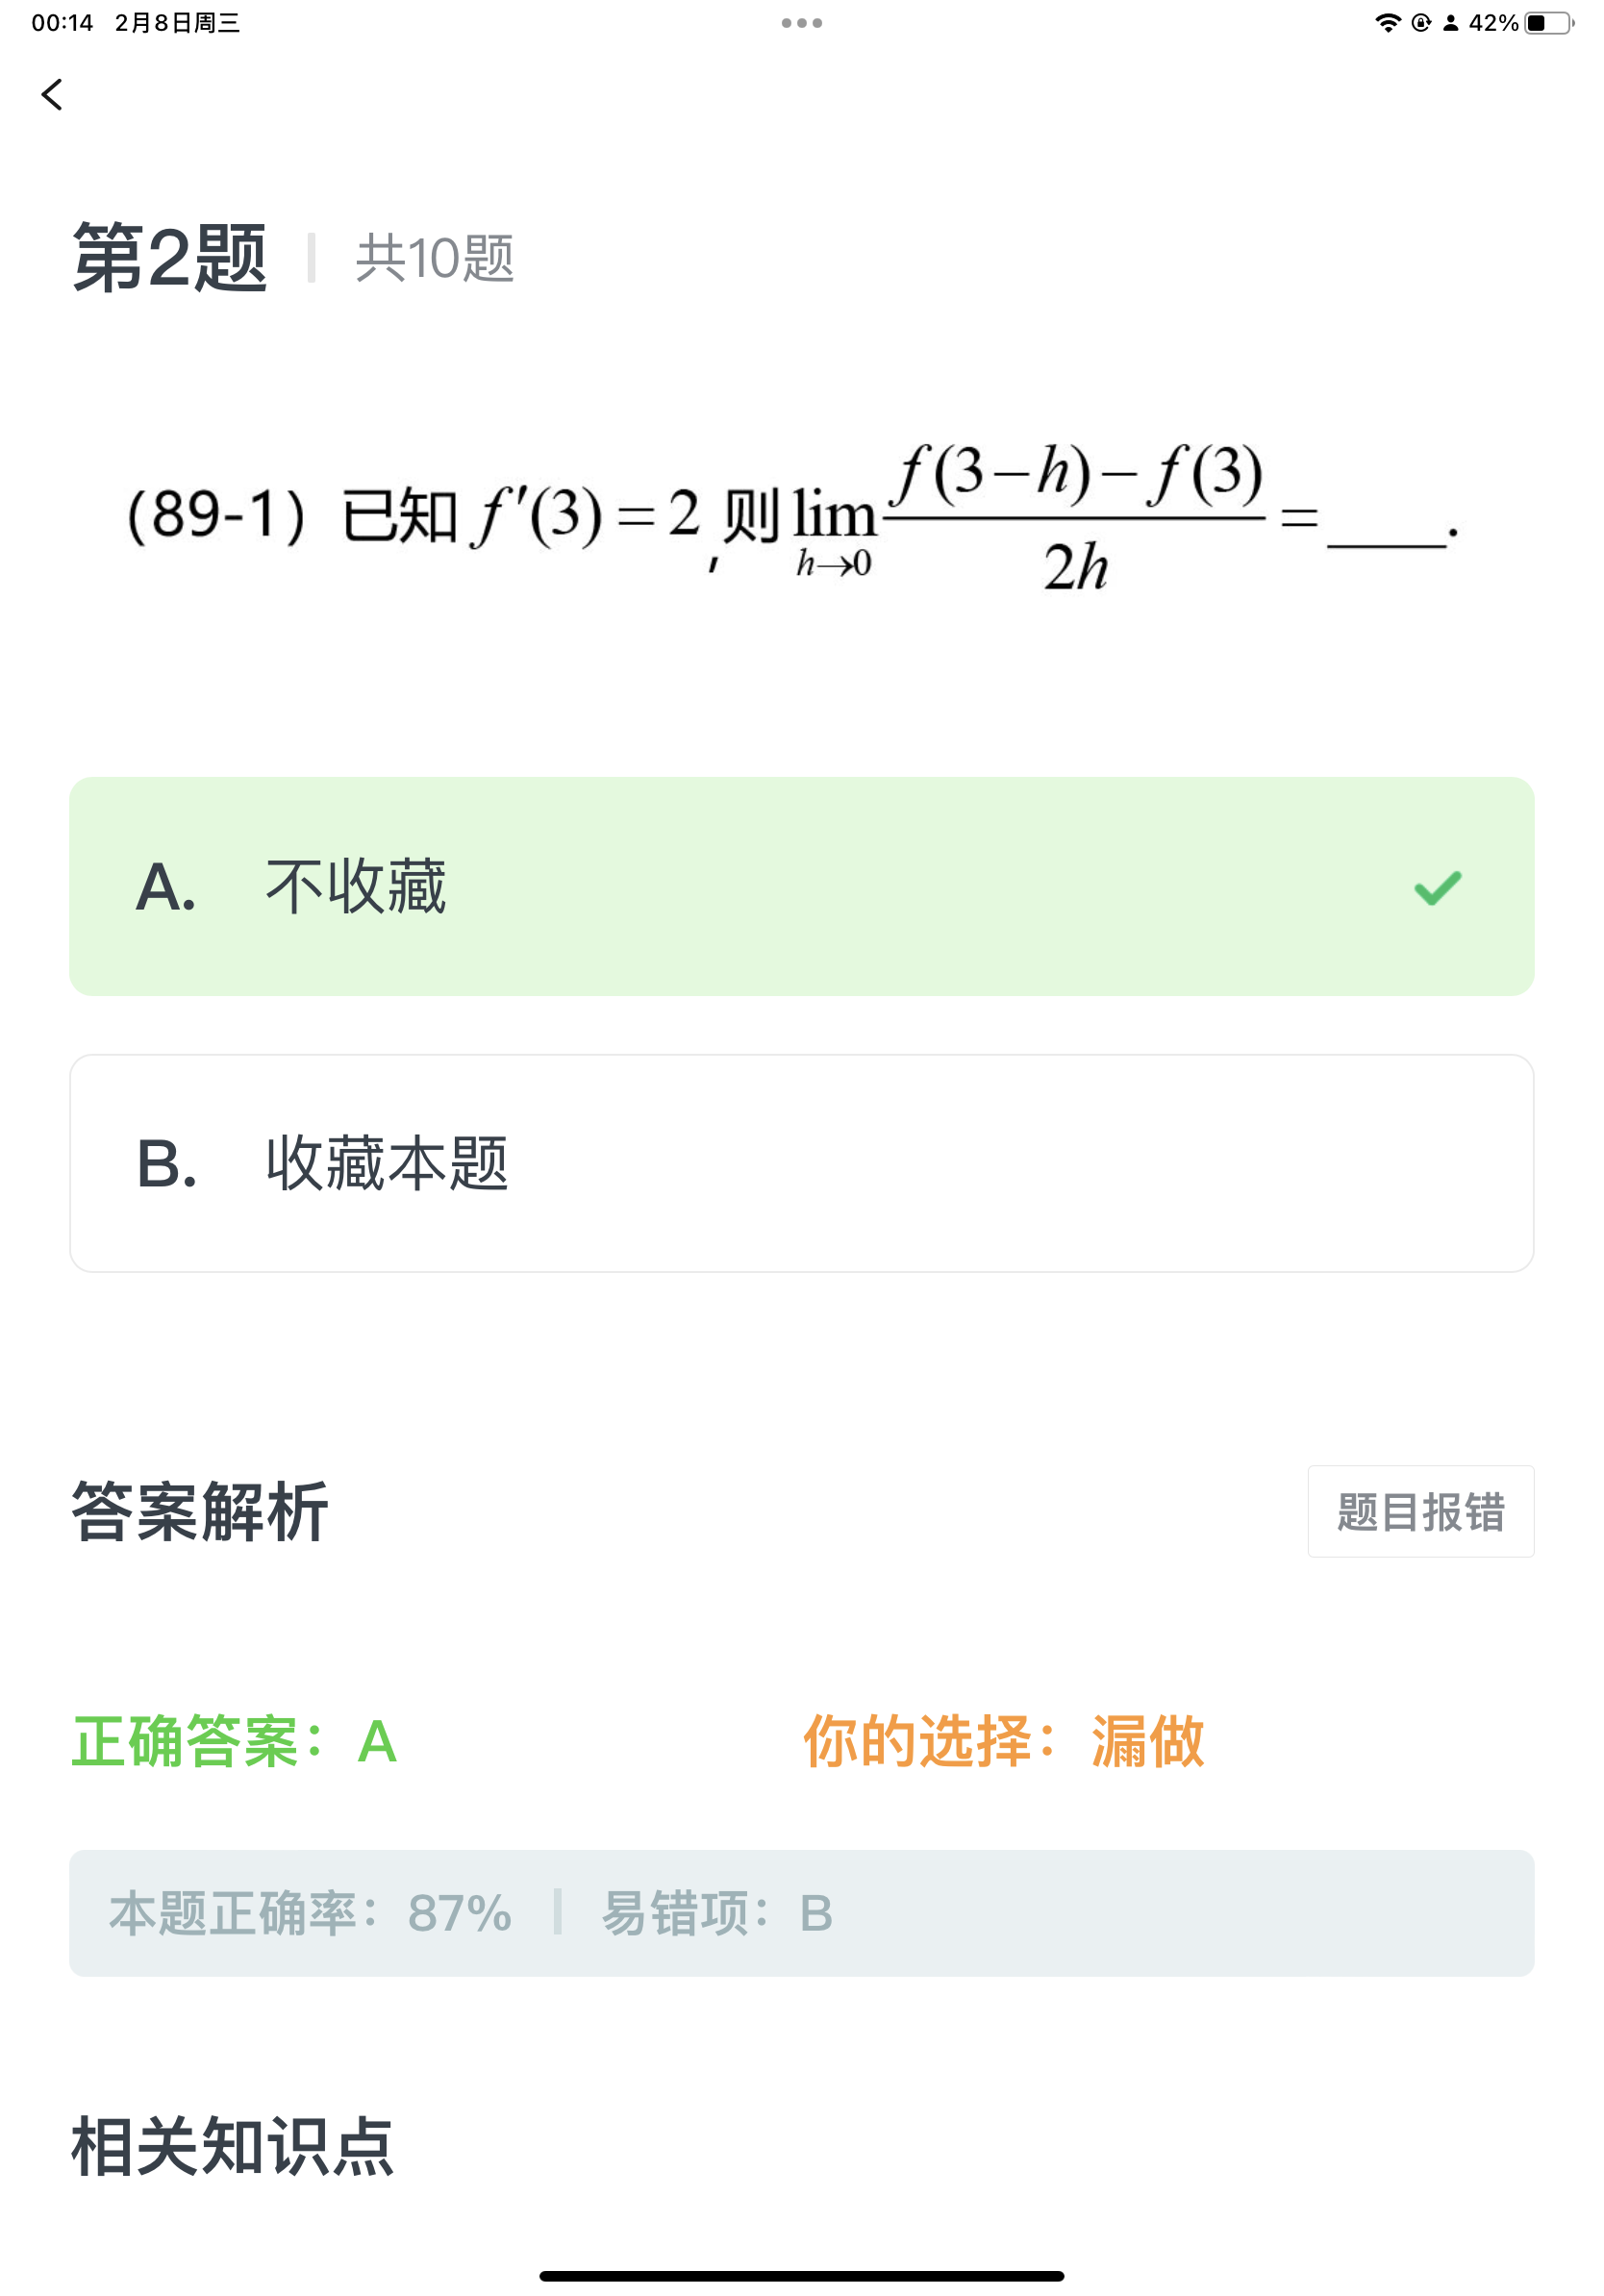 00:14 2月8日周三
42%
第2题 共10题
(89-1) 已知 f′(3) = 2 ,则 lim h→0 f(3−h)− f(3) / 2h = ____.
A. 不收藏
B. 收藏本题
答案解析
题目报错
正确答案：A 你的选择：漏做
本题正确率：87% 易错项：B
相关知识点